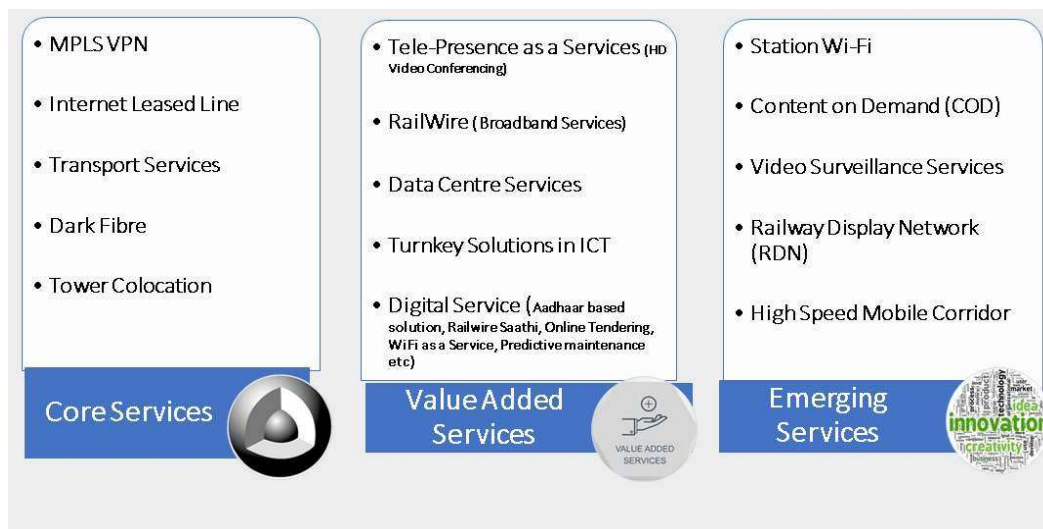 • MPLS VPN
• Internet Leased Line
• Transport Services
• Dark Fibre
• Tower Colocation
Core Services
• Tele-Presence as a Services (HD
Video Conferencing)
• RailWire (Broadband Services)
• Data Centre Services
• Turnkey Solutions in ICT
• Digital Service (Aadhaar based
solution, Railwire Saathi, Online Tendering,
WiFi as a Service, Predictive maintenance
etc)
Value Added
Services
VALUE ADDED
SERVICES
• Station Wi-Fi
• Content on Demand (COD)
• Video Surveillance Services
• Railway Display Network
(RDN)
• High Speed Mobile Corridor
Emerging
Services
process
product
technology
user
market
idea
innovation
creativity
business